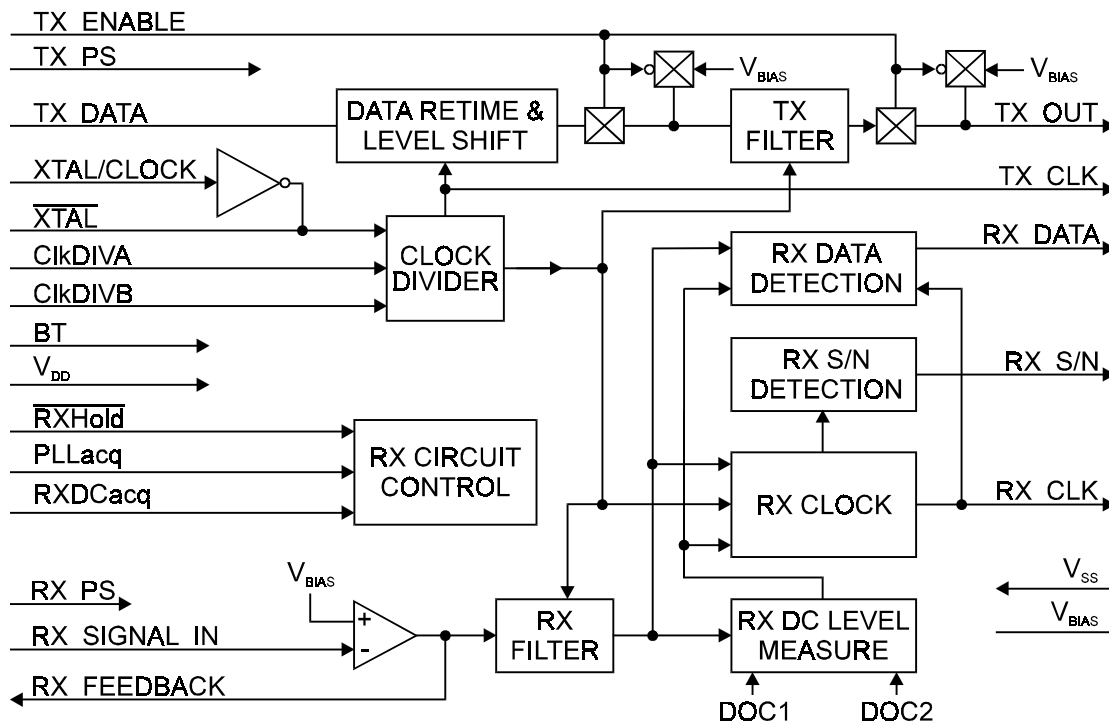 TX ENABLE
TX PS
V_BIAS
V_BIAS
TX DATA
DATA RETIME &
LEVEL SHIFT
TX
FILTER
TX OUT
XTAL/CLOCK
TX CLK
XTAL
ClkDIVA
ClkDIVB
CLOCK
DIVIDER
RX DATA
DETECTION
RX DATA
BT
V_DD
RX S/N
DETECTION
RX S/N
RXHold
PLLacq
RXDCacq
RX CIRCUIT
CONTROL
RX CLOCK
RX CLK
V_BIAS
V_SS
V_BIAS
RX PS
RX SIGNAL IN
RX FEEDBACK
+
-
RX
FILTER
RX DC LEVEL
MEASURE
DOC1
DOC2